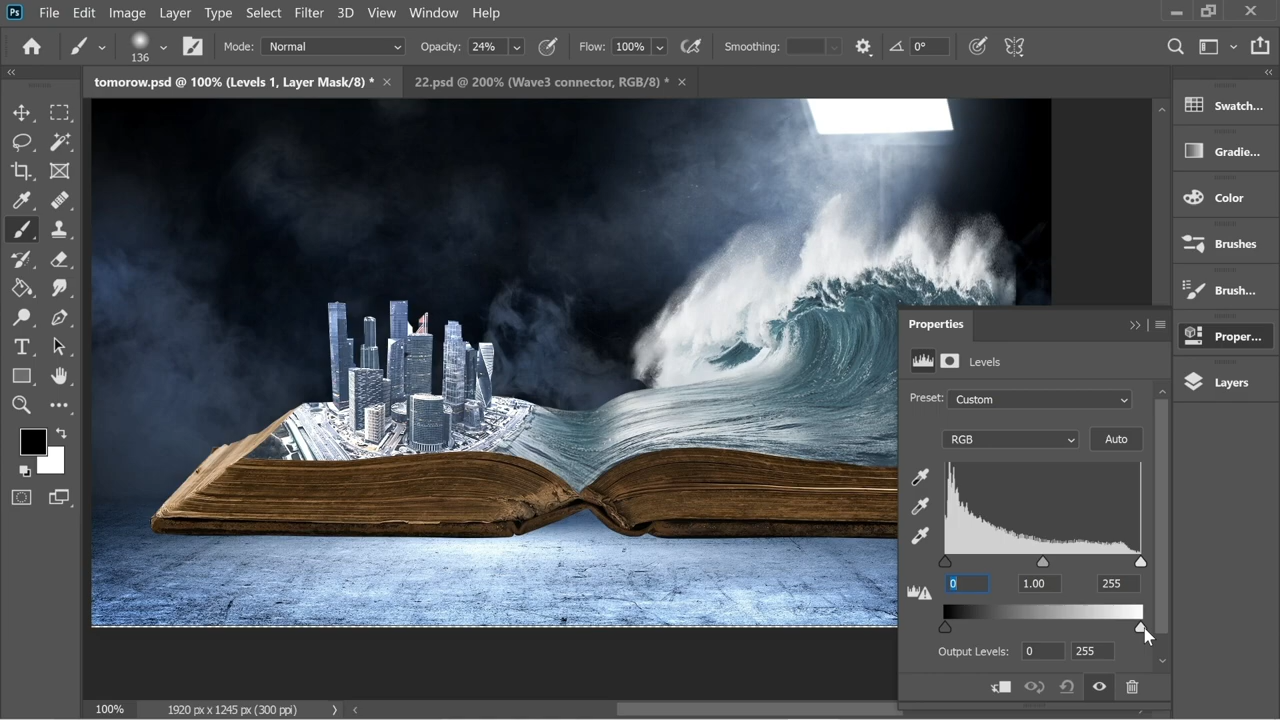 Ps File Edit Image Layer Type Select Filter 3D View Window Help
136 Mode: Normal Opacity: 24% Flow: 100% Smoothing: 0°
tomorow.psd @ 100% (Levels 1, Layer Mask/8) * × 22.psd @ 200% (Wave3 connector, RGB/8) * ×
Swatch...
Gradie...
Color
Brushes
Brush...
Proper...
Layers
Properties
Levels
Preset: Custom
RGB Auto
0 1.00 255
Output Levels: 0 255
100% 1920 px x 1245 px (300 ppi)